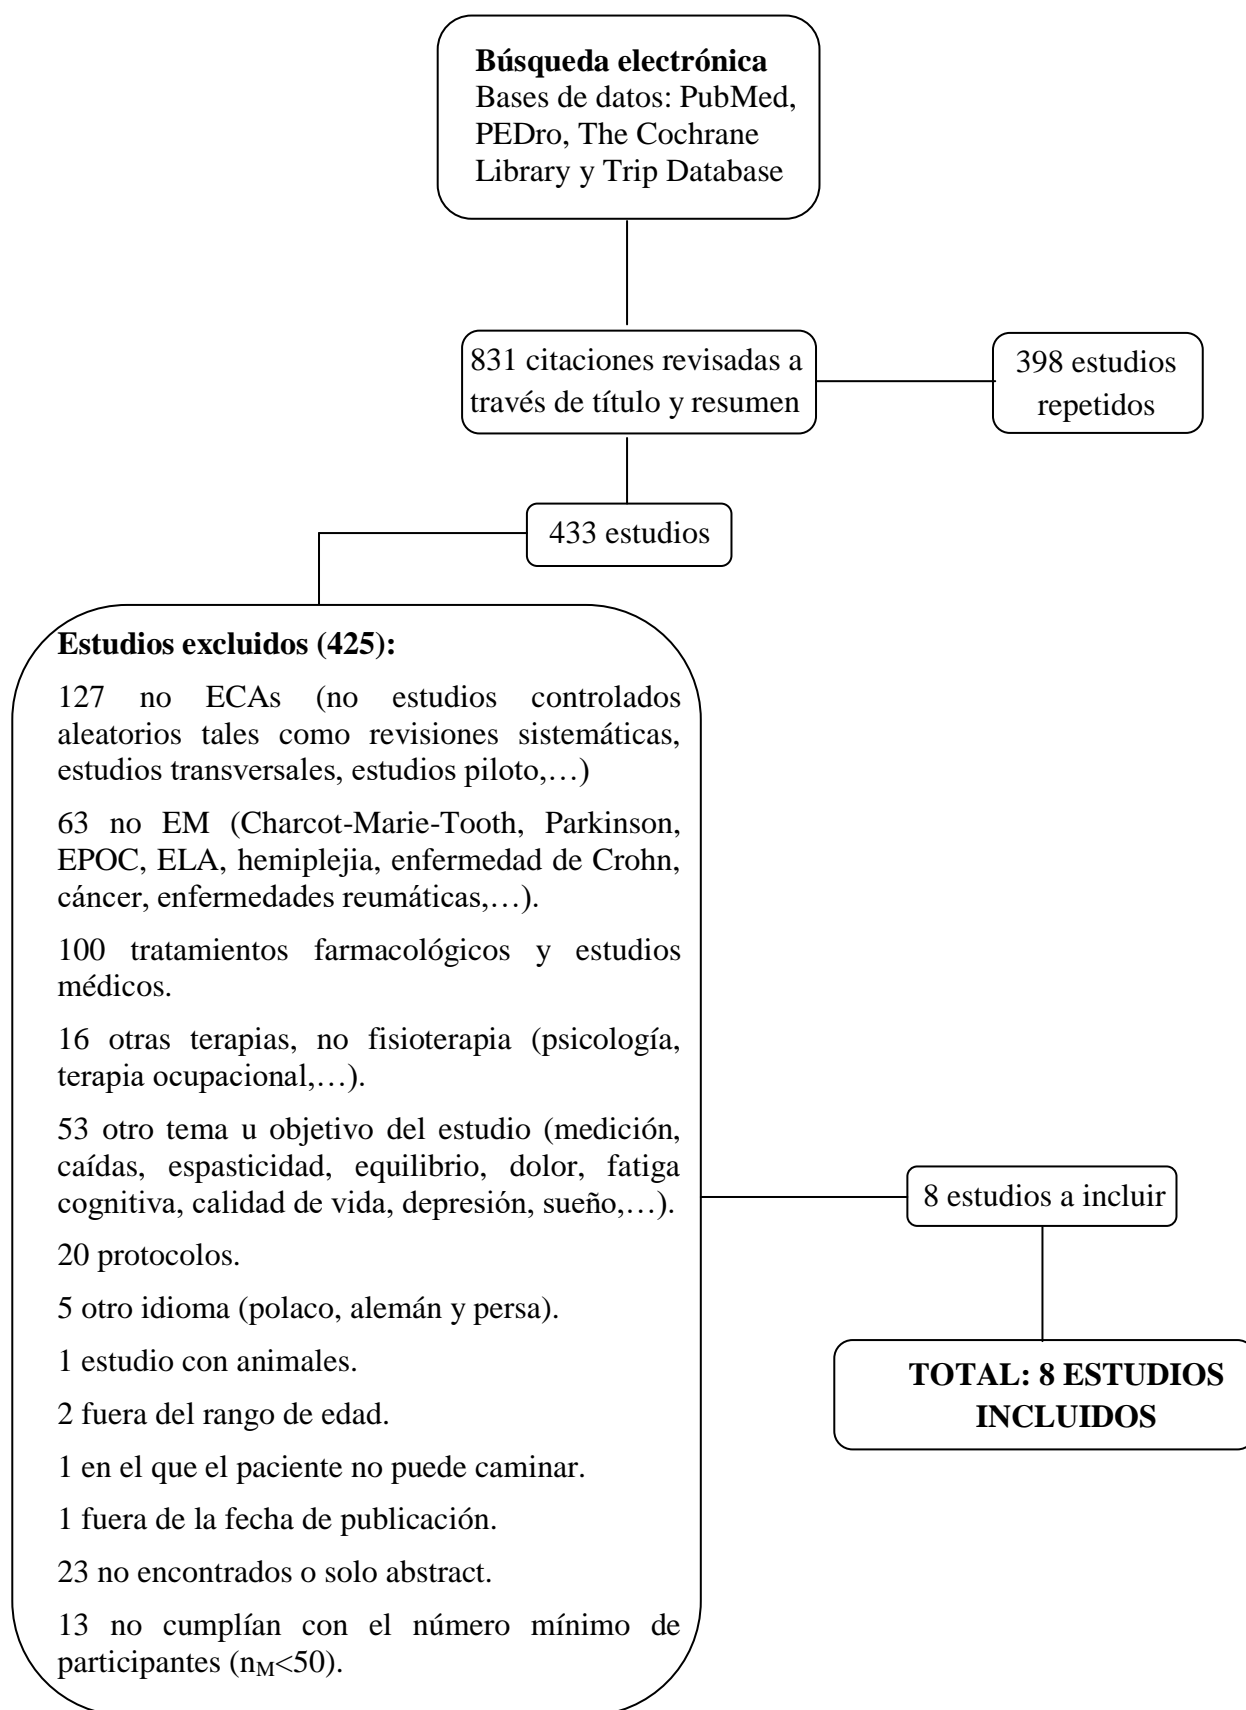 Búsqueda electrónica
Bases de datos: PubMed,
PEDro, The Cochrane
Library y Trip Database
831 citaciones revisadas a
través de título y resumen
398 estudios
repetidos
433 estudios
Estudios excluidos (425):
127 no ECAs (no estudios controlados
aleatorios tales como revisiones sistemáticas,
estudios transversales, estudios piloto,…)
63 no EM (Charcot-Marie-Tooth, Parkinson,
EPOC, ELA, hemiplejia, enfermedad de Crohn,
cáncer, enfermedades reumáticas,…).
100 tratamientos farmacológicos y estudios
médicos.
16 otras terapias, no fisioterapia (psicología,
terapia ocupacional,…).
53 otro tema u objetivo del estudio (medición,
caídas, espasticidad, equilibrio, dolor, fatiga
cognitiva, calidad de vida, depresión, sueño,…).
20 protocolos.
5 otro idioma (polaco, alemán y persa).
1 estudio con animales.
2 fuera del rango de edad.
1 en el que el paciente no puede caminar.
1 fuera de la fecha de publicación.
23 no encontrados o solo abstract.
13 no cumplían con el número mínimo de
participantes (nM<50).
8 estudios a incluir
TOTAL: 8 ESTUDIOS
INCLUIDOS